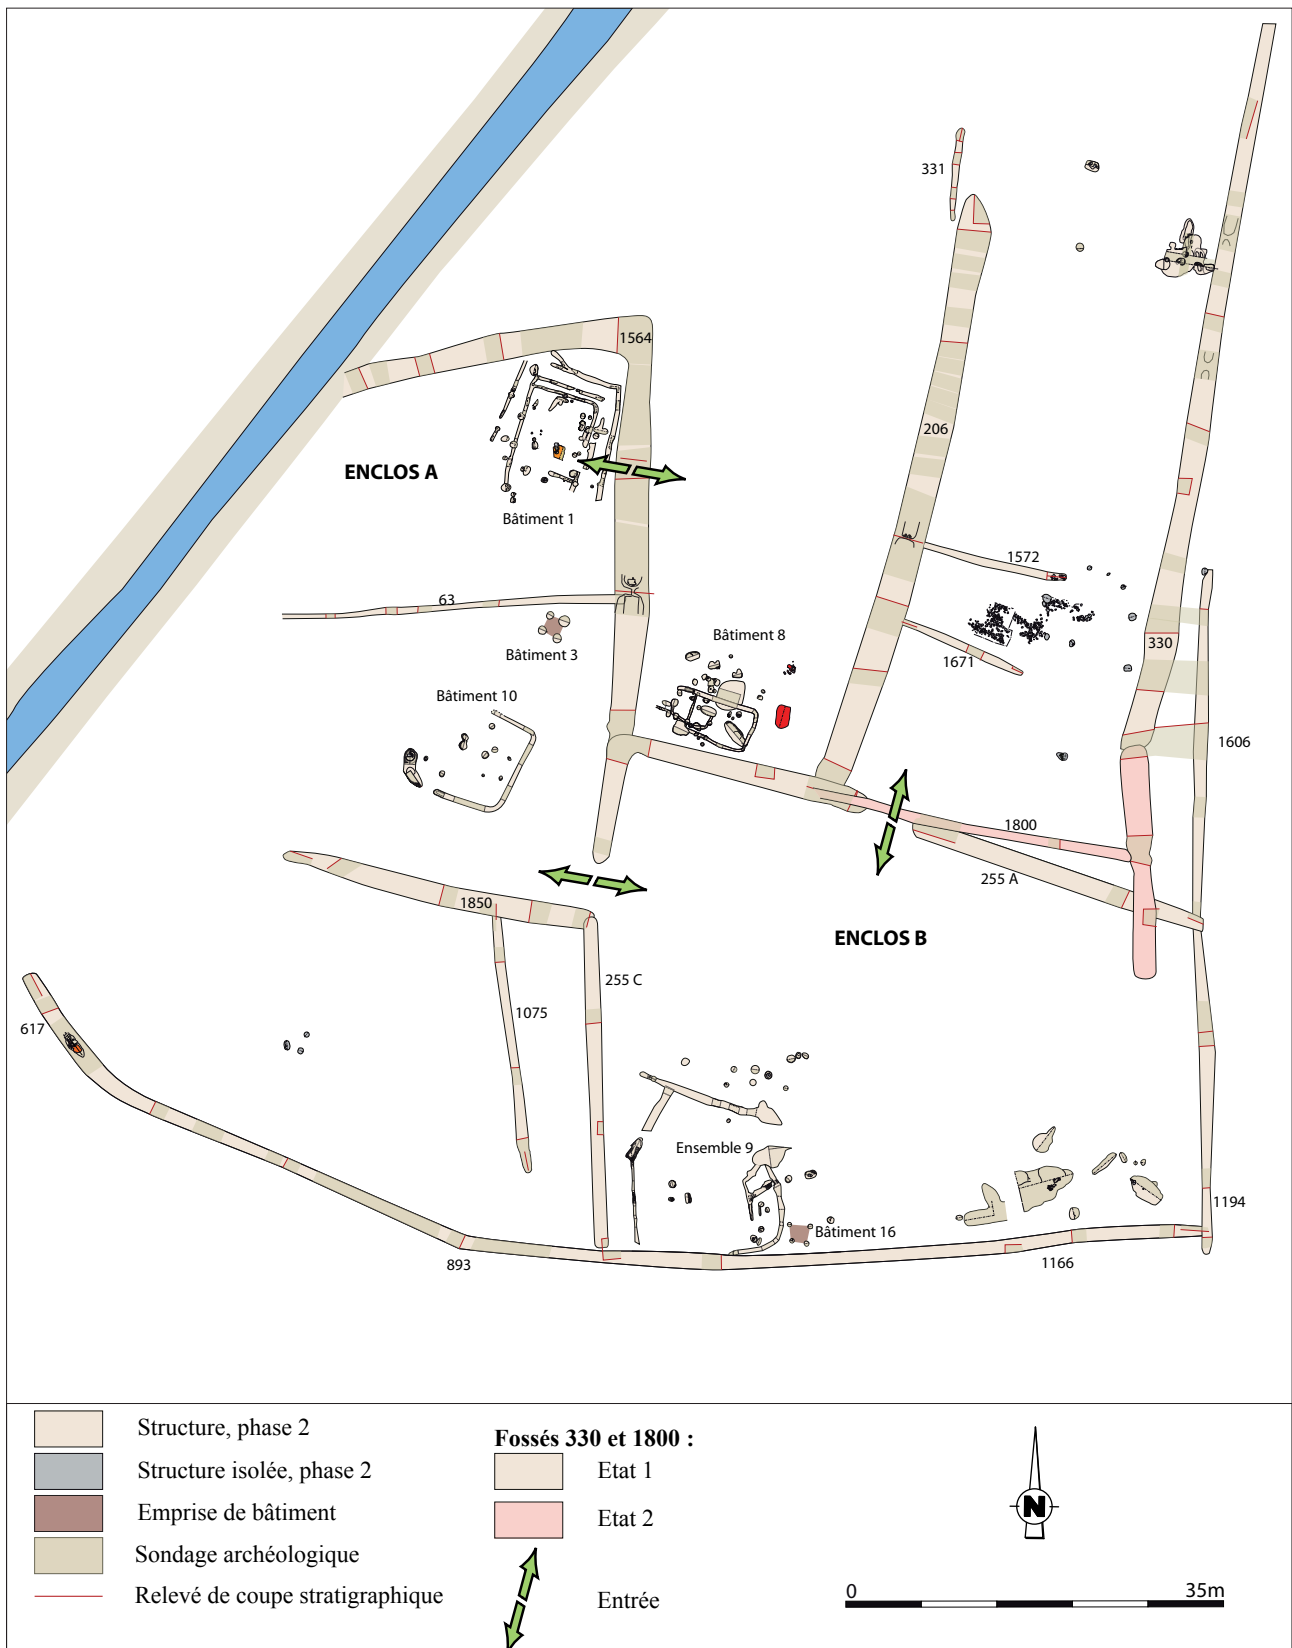 331
1564
206
ENCLOS A
Bâtiment 1
1572
63
Bâtiment 3
Bâtiment 8
330
1671
Bâtiment 10
1606
1800
255 A
1850
ENCLOS B
255 C
1075
617
Ensemble 9
1194
Bâtiment 16
893
1166
Structure, phase 2
Structure isolée, phase 2
Emprise de bâtiment
Sondage archéologique
Relevé de coupe stratigraphique
Fossés 330 et 1800 :
Etat 1
Etat 2
Entrée
N
0 35m